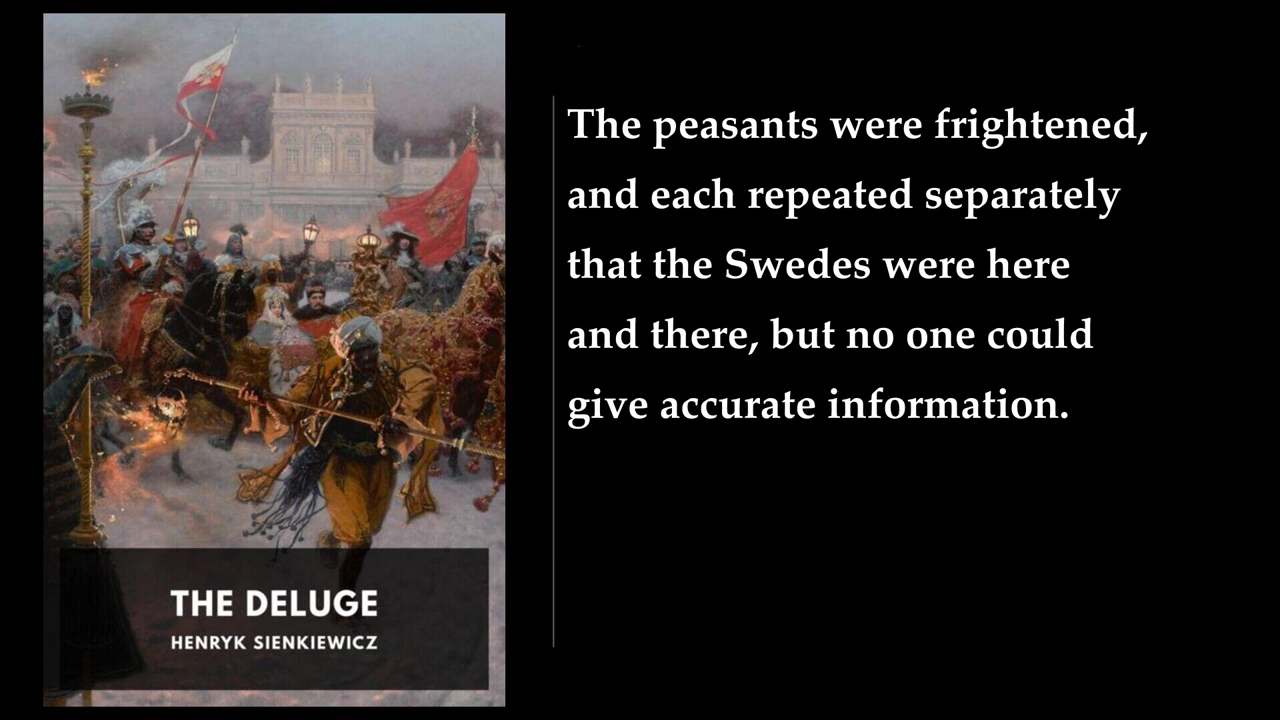 The peasants were frightened,
and each repeated separately
that the Swedes were here
and there, but no one could
give accurate information.
THE DELUGE
HENRYK SIENKIEWICZ